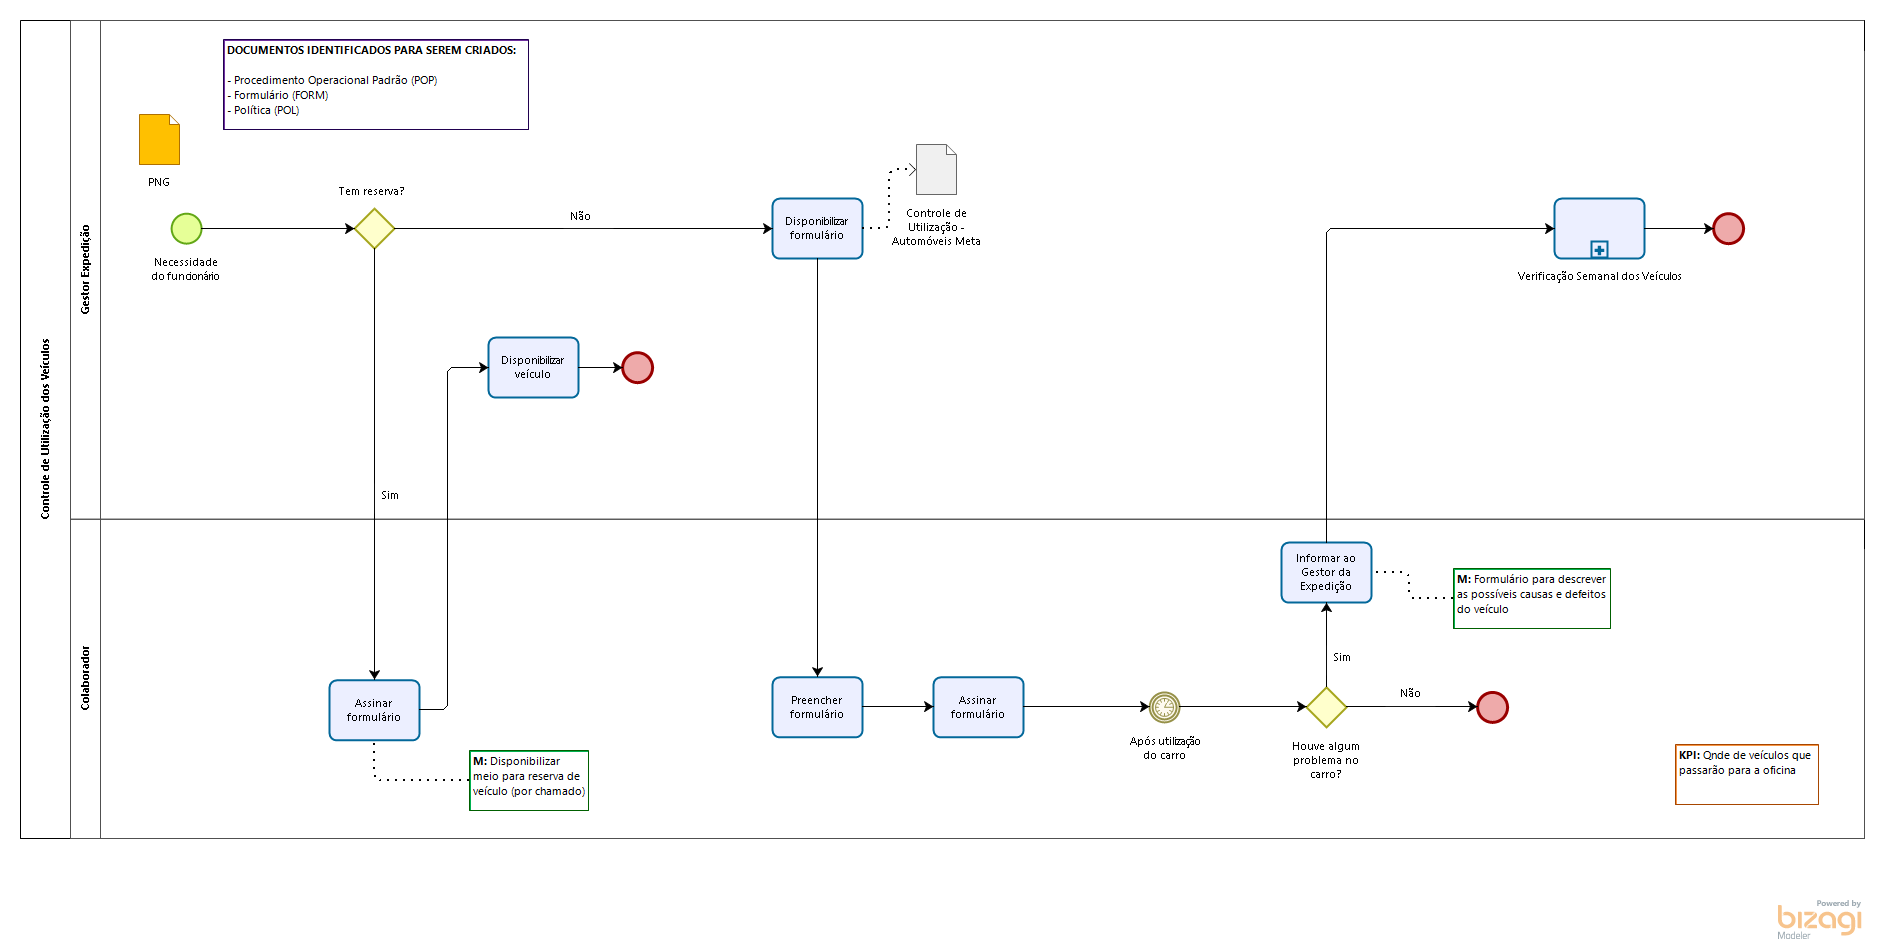 Controle de Utilização dos Veículos
Gestor Expedição
DOCUMENTOS IDENTIFICADOS PARA SEREM CRIADOS:
- Procedimento Operacional Padrão (POP)
- Formulário (FORM)
- Política (POL)
PNG
Necessidade
do funcionário
Tem reserva?
Não
Sim
Disponibilizar
formulário
Controle de
Utilização -
Automóveis Meta
Disponibilizar
veículo
Verificação Semanal dos Veículos
Colaborador
Assinar
formulário
M: Disponibilizar
meio para reserva de
veículo (por chamado)
Preencher
formulário
Assinar
formulário
Após utilização
do carro
Houve algum
problema no
carro?
Sim
Não
Informar ao
Gestor da
Expedição
M: Formulário para descrever
as possíveis causas e defeitos
do veículo
KPI: Qnde de veículos que
passarão para a oficina
Powered by
bizagi
Modeler